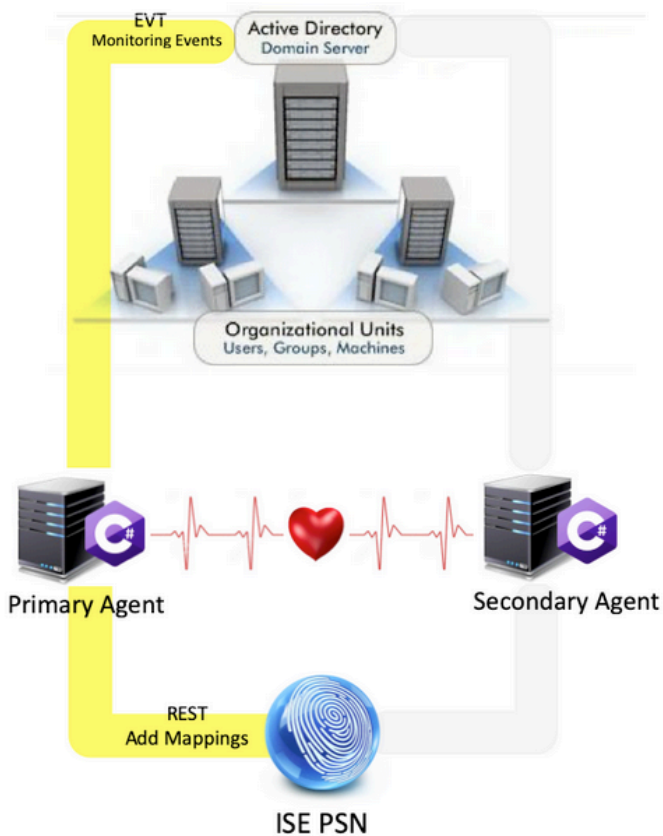 EVT
Monitoring Events
Active Directory
Domain Server
Organizational Units
Users, Groups, Machines
C#
C#
Primary Agent
Secondary Agent
REST
Add Mappings
ISE PSN